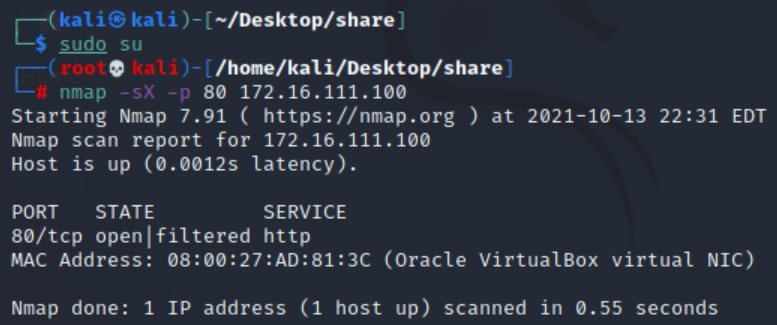 ┌──(kali㉿kali)-[~/Desktop/share]
└─$ sudo su
┌──(root💀kali)-[/home/kali/Desktop/share]
└─# nmap -sX -p 80 172.16.111.100
Starting Nmap 7.91 ( https://nmap.org ) at 2021-10-13 22:31 EDT
Nmap scan report for 172.16.111.100
Host is up (0.0012s latency).

PORT   STATE         SERVICE
80/tcp open|filtered http
MAC Address: 08:00:27:AD:81:3C (Oracle VirtualBox virtual NIC)

Nmap done: 1 IP address (1 host up) scanned in 0.55 seconds